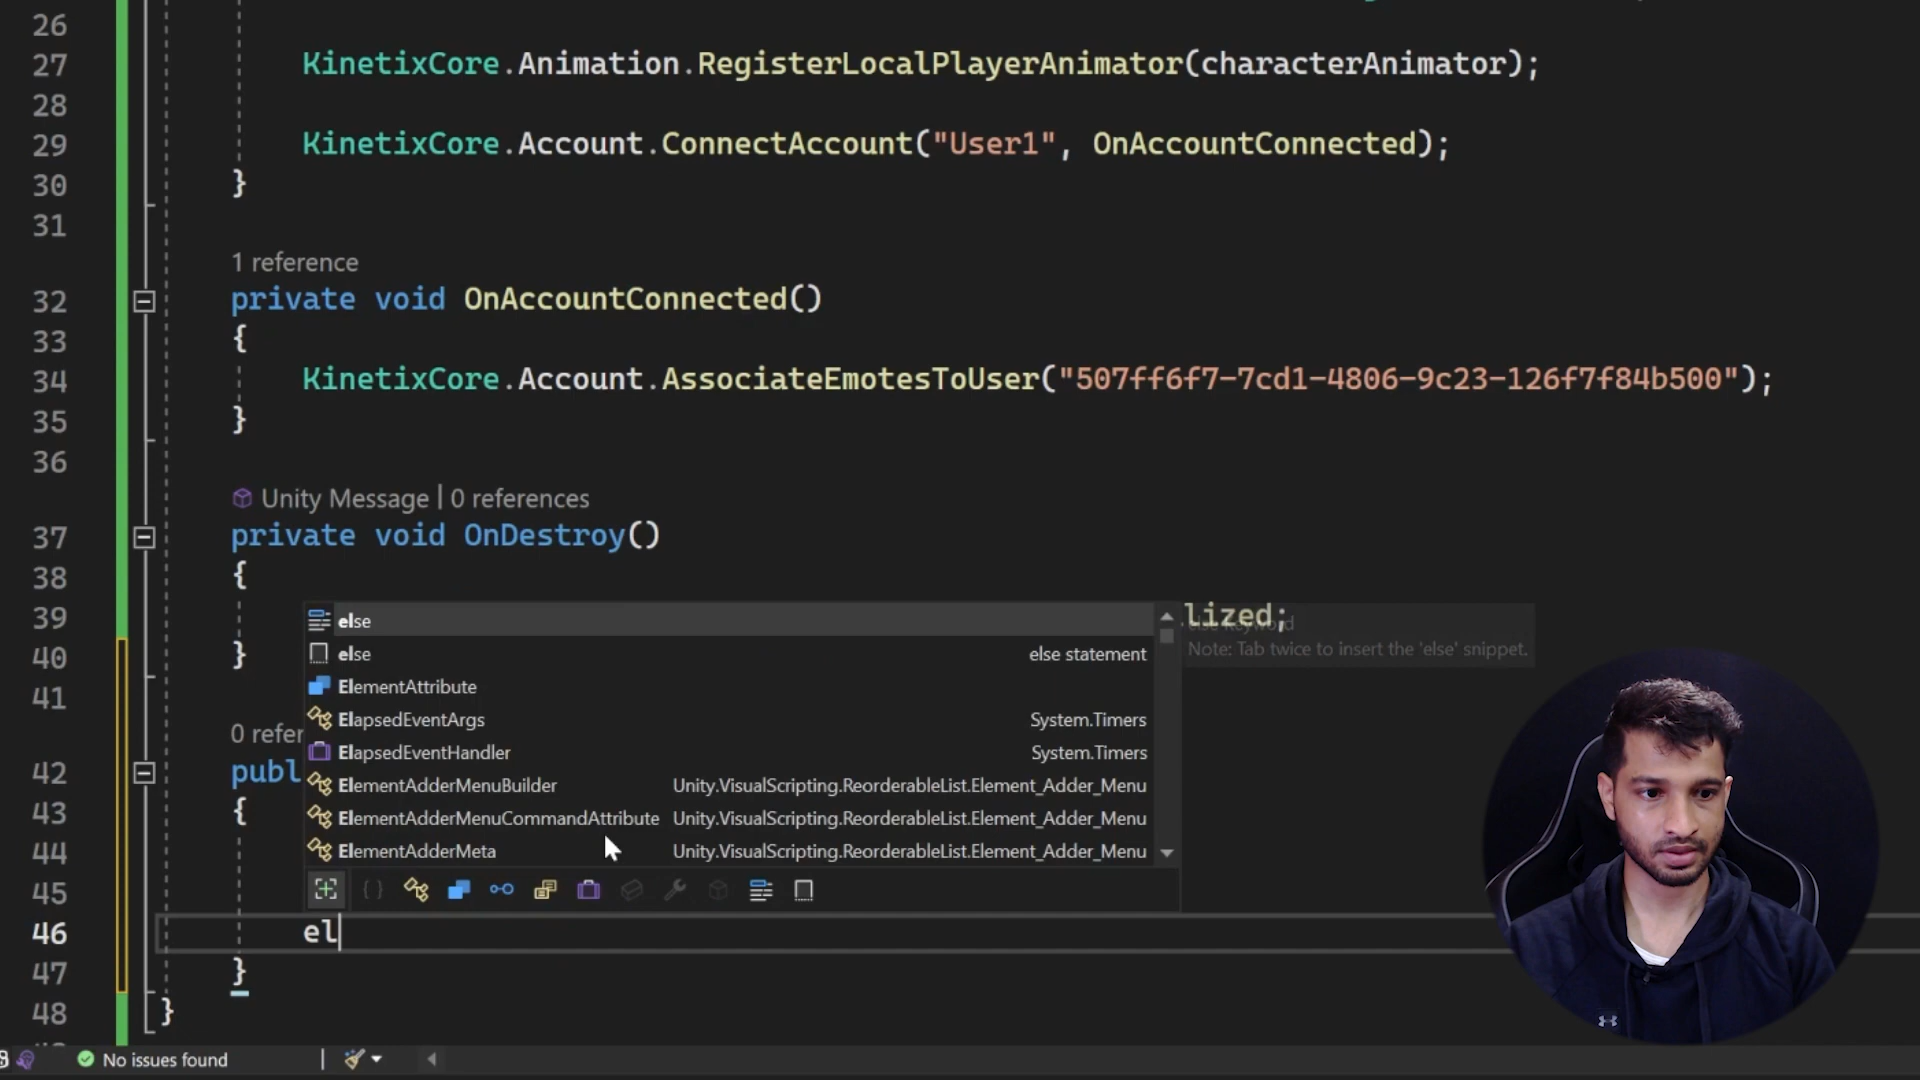 26
27 KinetixCore.Animation.RegisterLocalPlayerAnimator(characterAnimator);
28
29 KinetixCore.Account.ConnectAccount("User1", OnAccountConnected);
30 }
31
1 reference
32 private void OnAccountConnected()
33 {
34 KinetixCore.Account.AssociateEmotesToUser("507ff6f7-7cd1-4806-9c23-126f7f84b500");
35 }
36
Unity Message | 0 references
37 private void OnDestroy()
38 {
39 lized;
else
else keyword
Note: Tab twice to insert the 'else' snippet.
else else statement
40 }
ElementAttribute
41
ElapsedEventArgs System.Timers
0 refer
ElapsedEventHandler System.Timers
42 publ
ElementAdderMenuBuilder Unity.VisualScripting.ReorderableList.Element_Adder_Menu
43 {
ElementAdderMenuCommandAttribute Unity.VisualScripting.ReorderableList.Element_Adder_Menu
44
ElementAdderMeta Unity.VisualScripting.ReorderableList.Element_Adder_Menu
45
46 el
47 }
48 }
No issues found